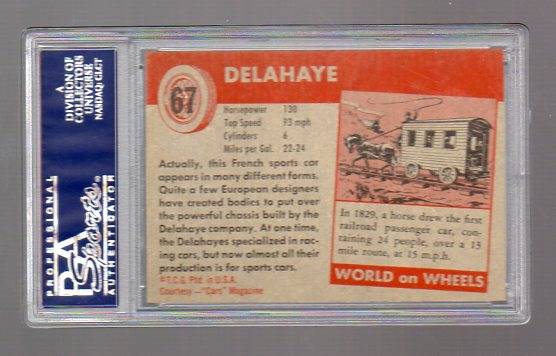 A
DIVISION OF
COLLECTORS
UNIVERSE
NASDAQ: CLCT
PROFESSIONAL
PSA
Sports
AUTHENTICATOR
67
DELAHAYE
Horsepower 130
Top Speed 93 mph
Cylinders 6
Miles per Gal. 22-24
Actually, this French sports car
appears in many different forms.
Quite a few European designers
have created bodies to put over
the powerful chassis built by the
Delahaye company. At one time,
the Delahayes specialized in rac-
ing cars, but now almost all their
production is for sports cars.
©T.C.G. Ptd. in U.S.A.
Courtesy—"Cars" Magazine
In 1829, a horse drew the first
railroad passenger car, con-
taining 24 people, over a 13
mile route, at 15 m.p.h.
WORLD on WHEELS